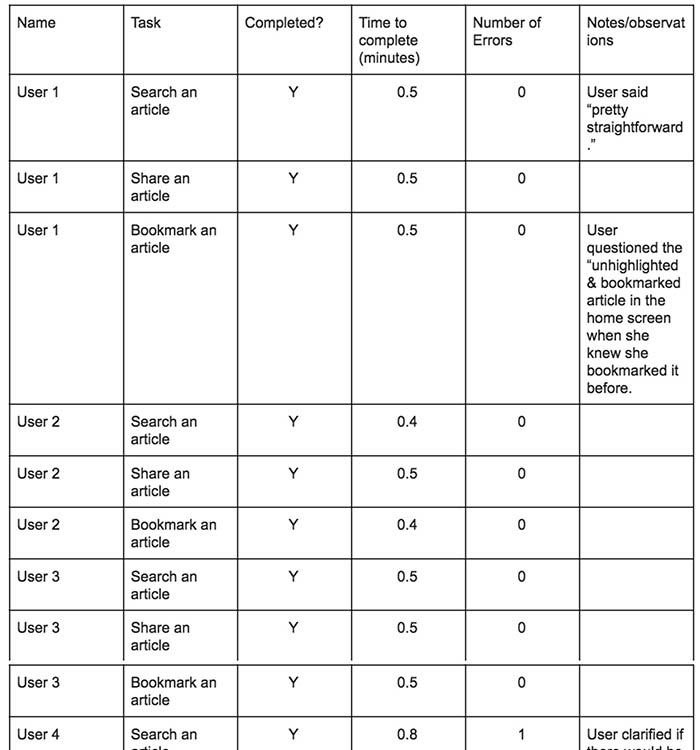 Name Task Completed? Time to complete (minutes) Number of Errors Notes/observations
User 1 Search an article Y 0.5 0 User said “pretty straightforward.”
User 1 Share an article Y 0.5 0
User 1 Bookmark an article Y 0.5 0 User questioned the “unhighlighted & bookmarked article in the home screen when she knew she bookmarked it before.
User 2 Search an article Y 0.4 0
User 2 Share an article Y 0.5 0
User 2 Bookmark an article Y 0.4 0
User 3 Search an article Y 0.5 0
User 3 Share an article Y 0.5 0
User 3 Bookmark an article Y 0.5 0
User 4 Search an article Y 0.8 1 User clarified if there would be